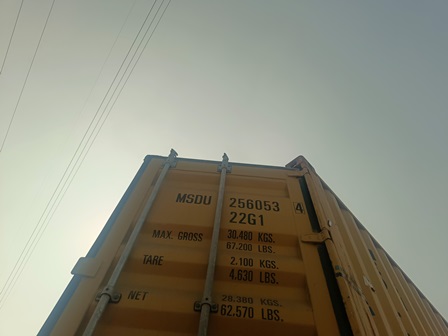 MSDU 256053 4
22G1
MAX. GROSS 30.480 KGS.
67.200 LBS.
TARE 2.100 KGS.
4.630 LBS.
NET 28.380 KGS.
62.570 LBS.